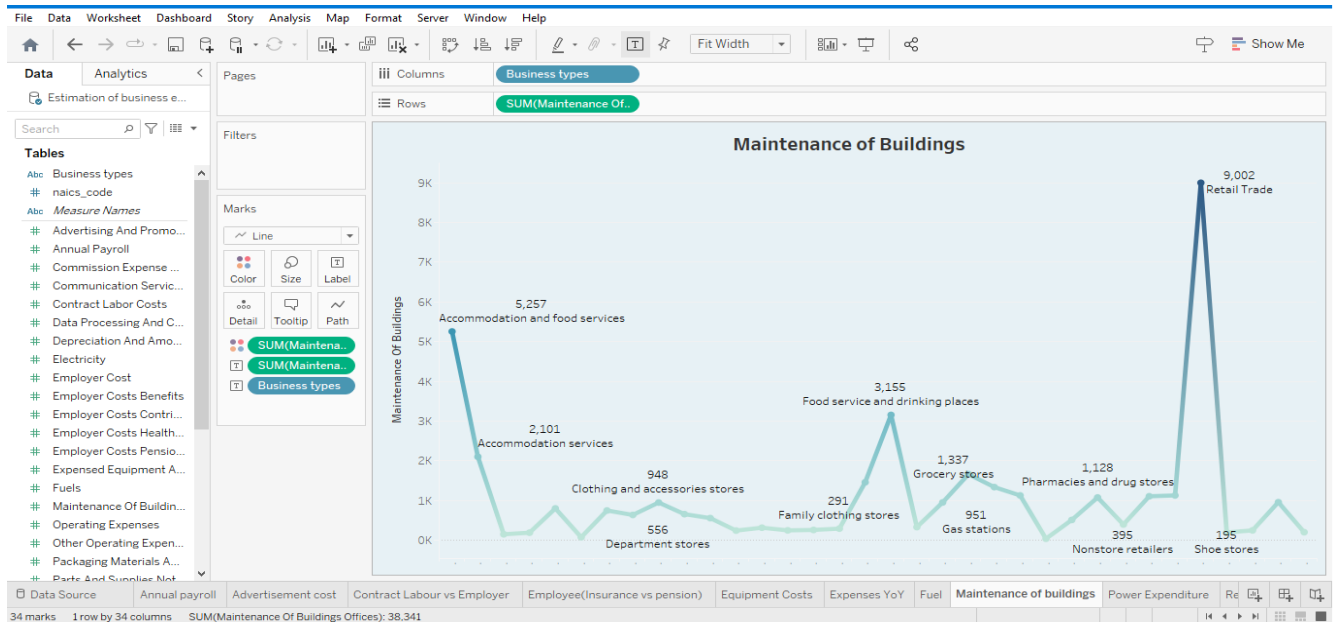 File Data Worksheet Dashboard Story Analysis Map Format Server Window Help
Fit Width
Show Me
Data Analytics
Estimation of business e...
Search
Tables
Abc Business types
# naics_code
Abc Measure Names
# Advertising And Promo...
# Annual Payroll
# Commission Expense ...
# Communication Servic...
# Contract Labor Costs
# Data Processing And C...
# Depreciation And Amo...
# Electricity
# Employer Cost
# Employer Costs Benefits
# Employer Costs Contri...
# Employer Costs Health...
# Employer Costs Pensio...
# Expensed Equipment A...
# Fuels
# Maintenance Of Buildin...
# Operating Expenses
# Other Operating Expen...
# Packaging Materials A...
# Parts And Supplies Not
Pages
Filters
Marks
Line
Color Size Label
Detail Tooltip Path
SUM(Maintena..
SUM(Maintena..
Business types
Columns
Business types
Rows
SUM(Maintenance Of..
Maintenance of Buildings
Maintenance Of Buildings
9K
8K
7K
6K
5K
4K
3K
2K
1K
0K
5,257
Accommodation and food services
2,101
Accommodation services
948
Clothing and accessories stores
556
Department stores
291
Family clothing stores
3,155
Food service and drinking places
1,337
Grocery stores
951
Gas stations
1,128
Pharmacies and drug stores
395
Nonstore retailers
9,002
Retail Trade
195
Shoe stores
Data Source Annual payroll Advertisement cost Contract Labour vs Employer Employee(Insurance vs pension) Equipment Costs Expenses YoY Fuel Maintenance of buildings Power Expenditure Re
34 marks 1 row by 34 columns SUM(Maintenance Of Buildings Offices): 38,341